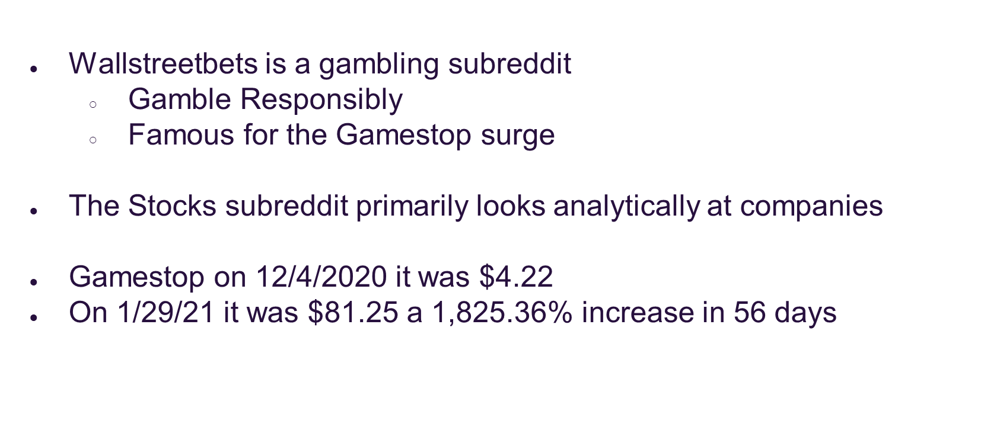 Wallstreetbets is a gambling subreddit
Gamble Responsibly
Famous for the Gamestop surge
The Stocks subreddit primarily looks analytically at companies
Gamestop on 12/4/2020 it was $4.22
On 1/29/21 it was $81.25 a 1,825.36% increase in 56 days